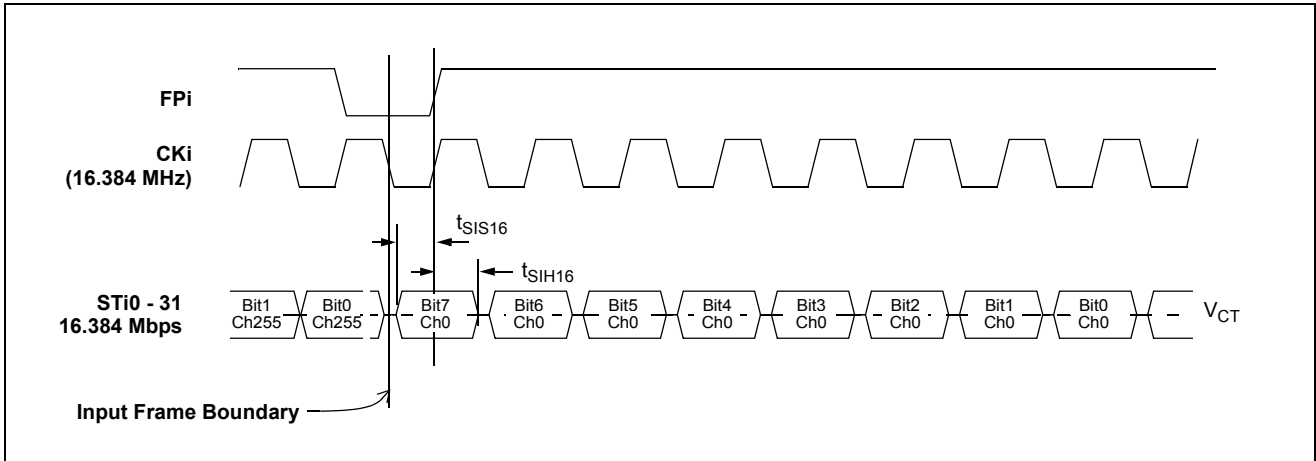 FPi
CKi
(16.384 MHz)
tSIS16
tSIH16
STi0 - 31
16.384 Mbps
Bit1
Ch255
Bit0
Ch255
Bit7
Ch0
Bit6
Ch0
Bit5
Ch0
Bit4
Ch0
Bit3
Ch0
Bit2
Ch0
Bit1
Ch0
Bit0
Ch0
VCT
Input Frame Boundary